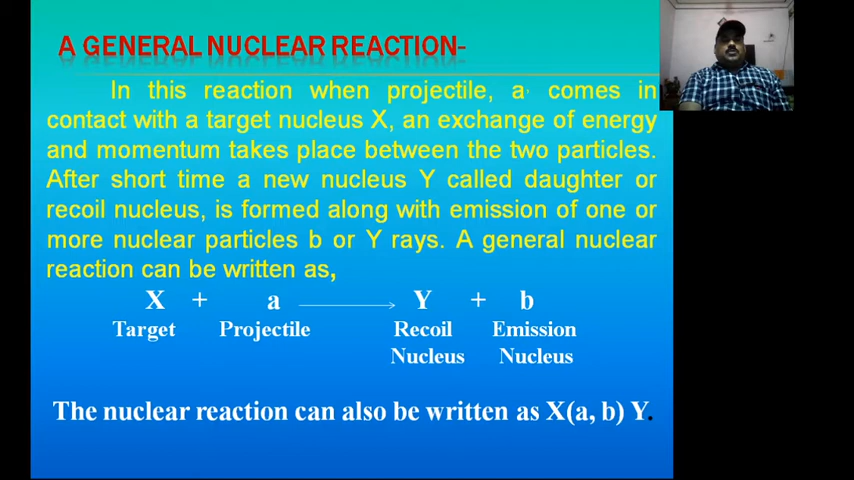 A GENERAL NUCLEAR REACTION-
In this reaction when projectile, a, comes in
contact with a target nucleus X, an exchange of energy
and momentum takes place between the two particles.
After short time a new nucleus Y called daughter or
recoil nucleus, is formed along with emission of one or
more nuclear particles b or Y rays. A general nuclear
reaction can be written as,
X + a → Y + b
Target Projectile Recoil Emission
Nucleus Nucleus
The nuclear reaction can also be written as X(a, b) Y.